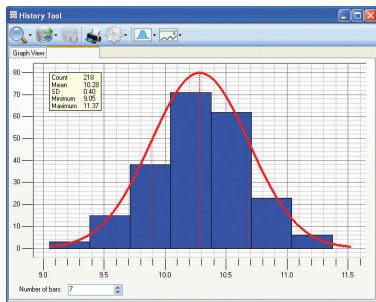 History Tool
Graph View
80
70
60
50
40
30
20
10
0
Count 218
Mean 10.28
SD 0.40
Minimum 9.05
Maximum 11.37
9.0 9.5 10.0 10.5 11.0 11.5
Number of bars: 7